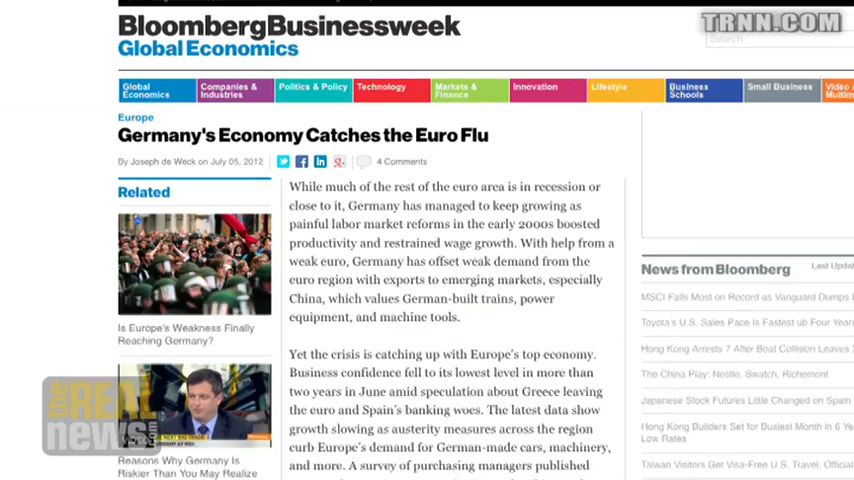 TRNN.COM
BloombergBusinessweek
Global Economics
Search
Global Economics
Companies & Industries
Politics & Policy
Technology
Markets & Finance
Innovation
Lifestyle
Business Schools
Small Business
Video &
Europe
Germany's Economy Catches the Euro Flu
By Joseph de Weck on July 05, 2012
4 Comments
Related
Is Europe's Weakness Finally
Reaching Germany?
Reasons Why Germany Is
Riskier Than You May Realize
While much of the rest of the euro area is in recession or
close to it, Germany has managed to keep growing as
painful labor market reforms in the early 2000s boosted
productivity and restrained wage growth. With help from a
weak euro, Germany has offset weak demand from the
euro region with exports to emerging markets, especially
China, which values German-built trains, power
equipment, and machine tools.
Yet the crisis is catching up with Europe's top economy.
Business confidence fell to its lowest level in more than
two years in June amid speculation about Greece leaving
the euro and Spain's banking woes. The latest data show
growth slowing as austerity measures across the region
curb Europe's demand for German-made cars, machinery,
and more. A survey of purchasing managers published
News from Bloomberg
MSCI Falls Most on Record as Vanguard Dumps
Toyota's U.S. Sales Pace Is Fastest
Hong Kong Arrests 7 After Boat Collision Leaves
The China Play: Nestle, Swatch, Richemont
Japanese Stock Futures Little Changed on Spain
Hong Kong Builders Set for Busiest Month in 6
Low Rates
Taiwan Visitors Get Visa-Free U.S. Travel, Official
the REAL
news